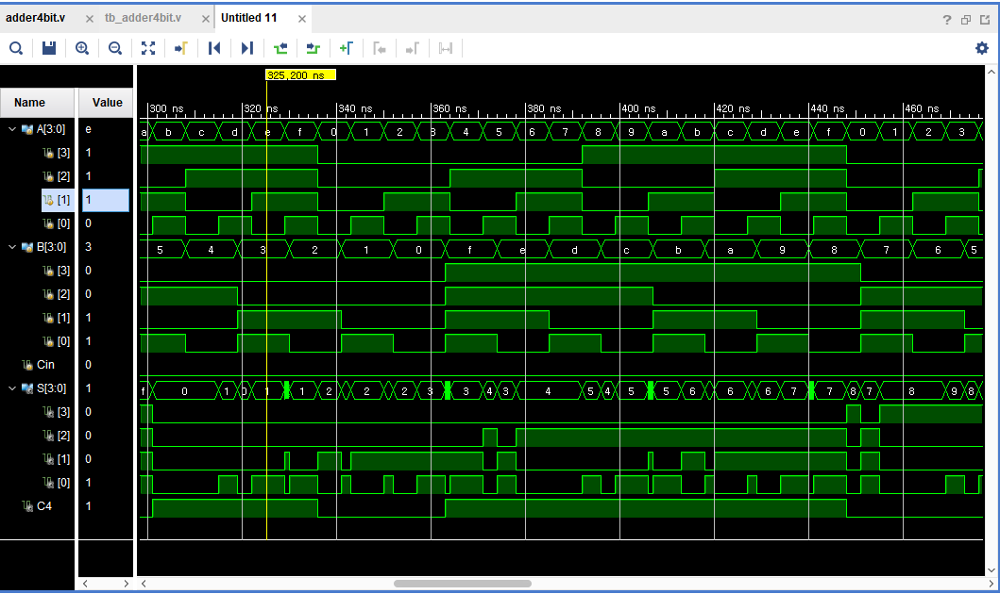 adder4bit.v × tb_adder4bit.v × Untitled 11 ×
?
325,200 ns
Name Value
300 ns 320 ns 340 ns 360 ns 380 ns 400 ns 420 ns 440 ns 460 ns
A[3:0] e a b c d e f 0 1 2 3 4 5 6 7 8 9 a b c d e f 0 1 2 3
[3] 1
[2] 1
[1] 1
[0] 0
B[3:0] 3 5 4 3 2 1 0 f e d c b a 9 8 7 6 5
[3] 0
[2] 0
[1] 1
[0] 1
Cin 0
S[3:0] 1 f 0 1 0 1 1 2 2 2 3 3 4 3 4 5 4 5 5 6 6 6 7 7 8 7 8 9 8
[3] 0
[2] 0
[1] 0
[0] 1
C4 1